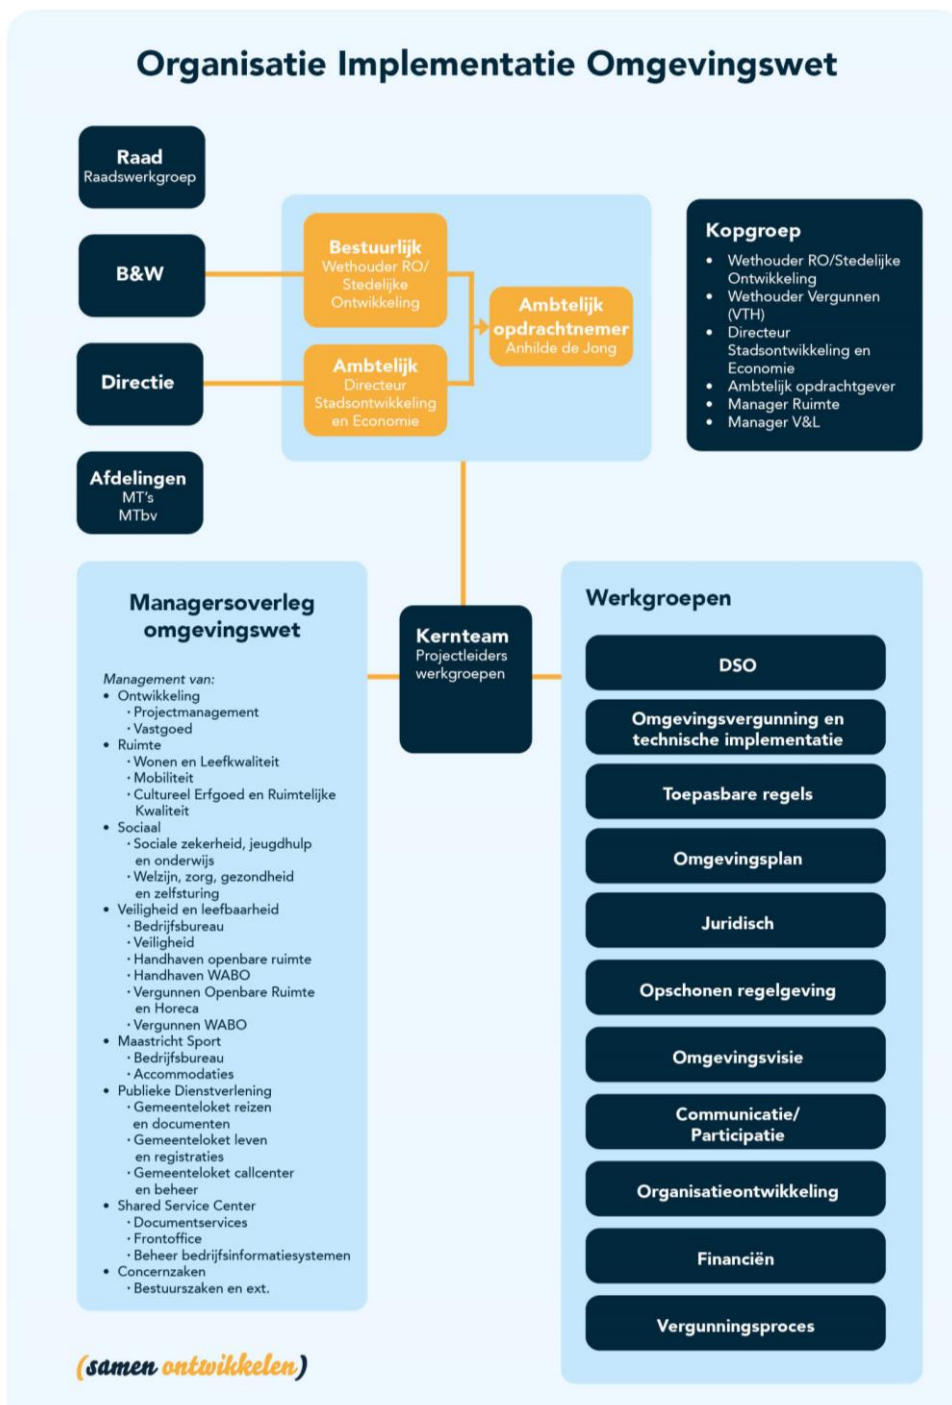 Organisatie Implementatie Omgevingswet
Raad
Raadswerkgroep
B&W
Directie
Afdelingen
MT's
MTbv
Bestuurlijk
Wethouder RO/
Stedelijke
Ontwikkeling
Ambtelijk
Directeur
Stadsontwikkeling
en Economie
Ambtelijk
opdrachtnemer
Anhilde de Jong
Kopgroep
• Wethouder RO/Stedelijke
Ontwikkeling
• Wethouder Vergunnen
(VTH)
• Directeur
Stadsontwikkeling en
Economie
• Ambtelijk opdrachtgever
• Manager Ruimte
• Manager V&L
Managersoverleg
omgevingswet
Management van:
• Ontwikkeling
· Projectmanagement
· Vastgoed
• Ruimte
· Wonen en Leefkwaliteit
· Mobiliteit
· Cultureel Erfgoed en Ruimtelijke
Kwaliteit
• Sociaal
· Sociale zekerheid, jeugdhulp
en onderwijs
· Welzijn, zorg, gezondheid
en zelfsturing
• Veiligheid en leefbaarheid
· Bedrijfsbureau
· Veiligheid
· Handhaven openbare ruimte
· Handhaven WABO
· Vergunnen Openbare Ruimte
en Horeca
· Vergunnen WABO
• Maastricht Sport
· Bedrijfsbureau
· Accommodaties
• Publieke Dienstverlening
· Gemeenteloket reizen
en documenten
· Gemeenteloket leven
en registraties
· Gemeenteloket callcenter
en beheer
• Shared Service Center
· Documentservices
· Frontoffice
· Beheer bedrijfsinformatiesystemen
• Concernzaken
· Bestuurszaken en ext.
Kernteam
Projectleiders
werkgroepen
Werkgroepen
DSO
Omgevingsvergunning en
technische implementatie
Toepasbare regels
Omgevingsplan
Juridisch
Opschonen regelgeving
Omgevingsvisie
Communicatie/
Participatie
Organisatieontwikkeling
Financiën
Vergunningsproces
(samen ontwikkelen)